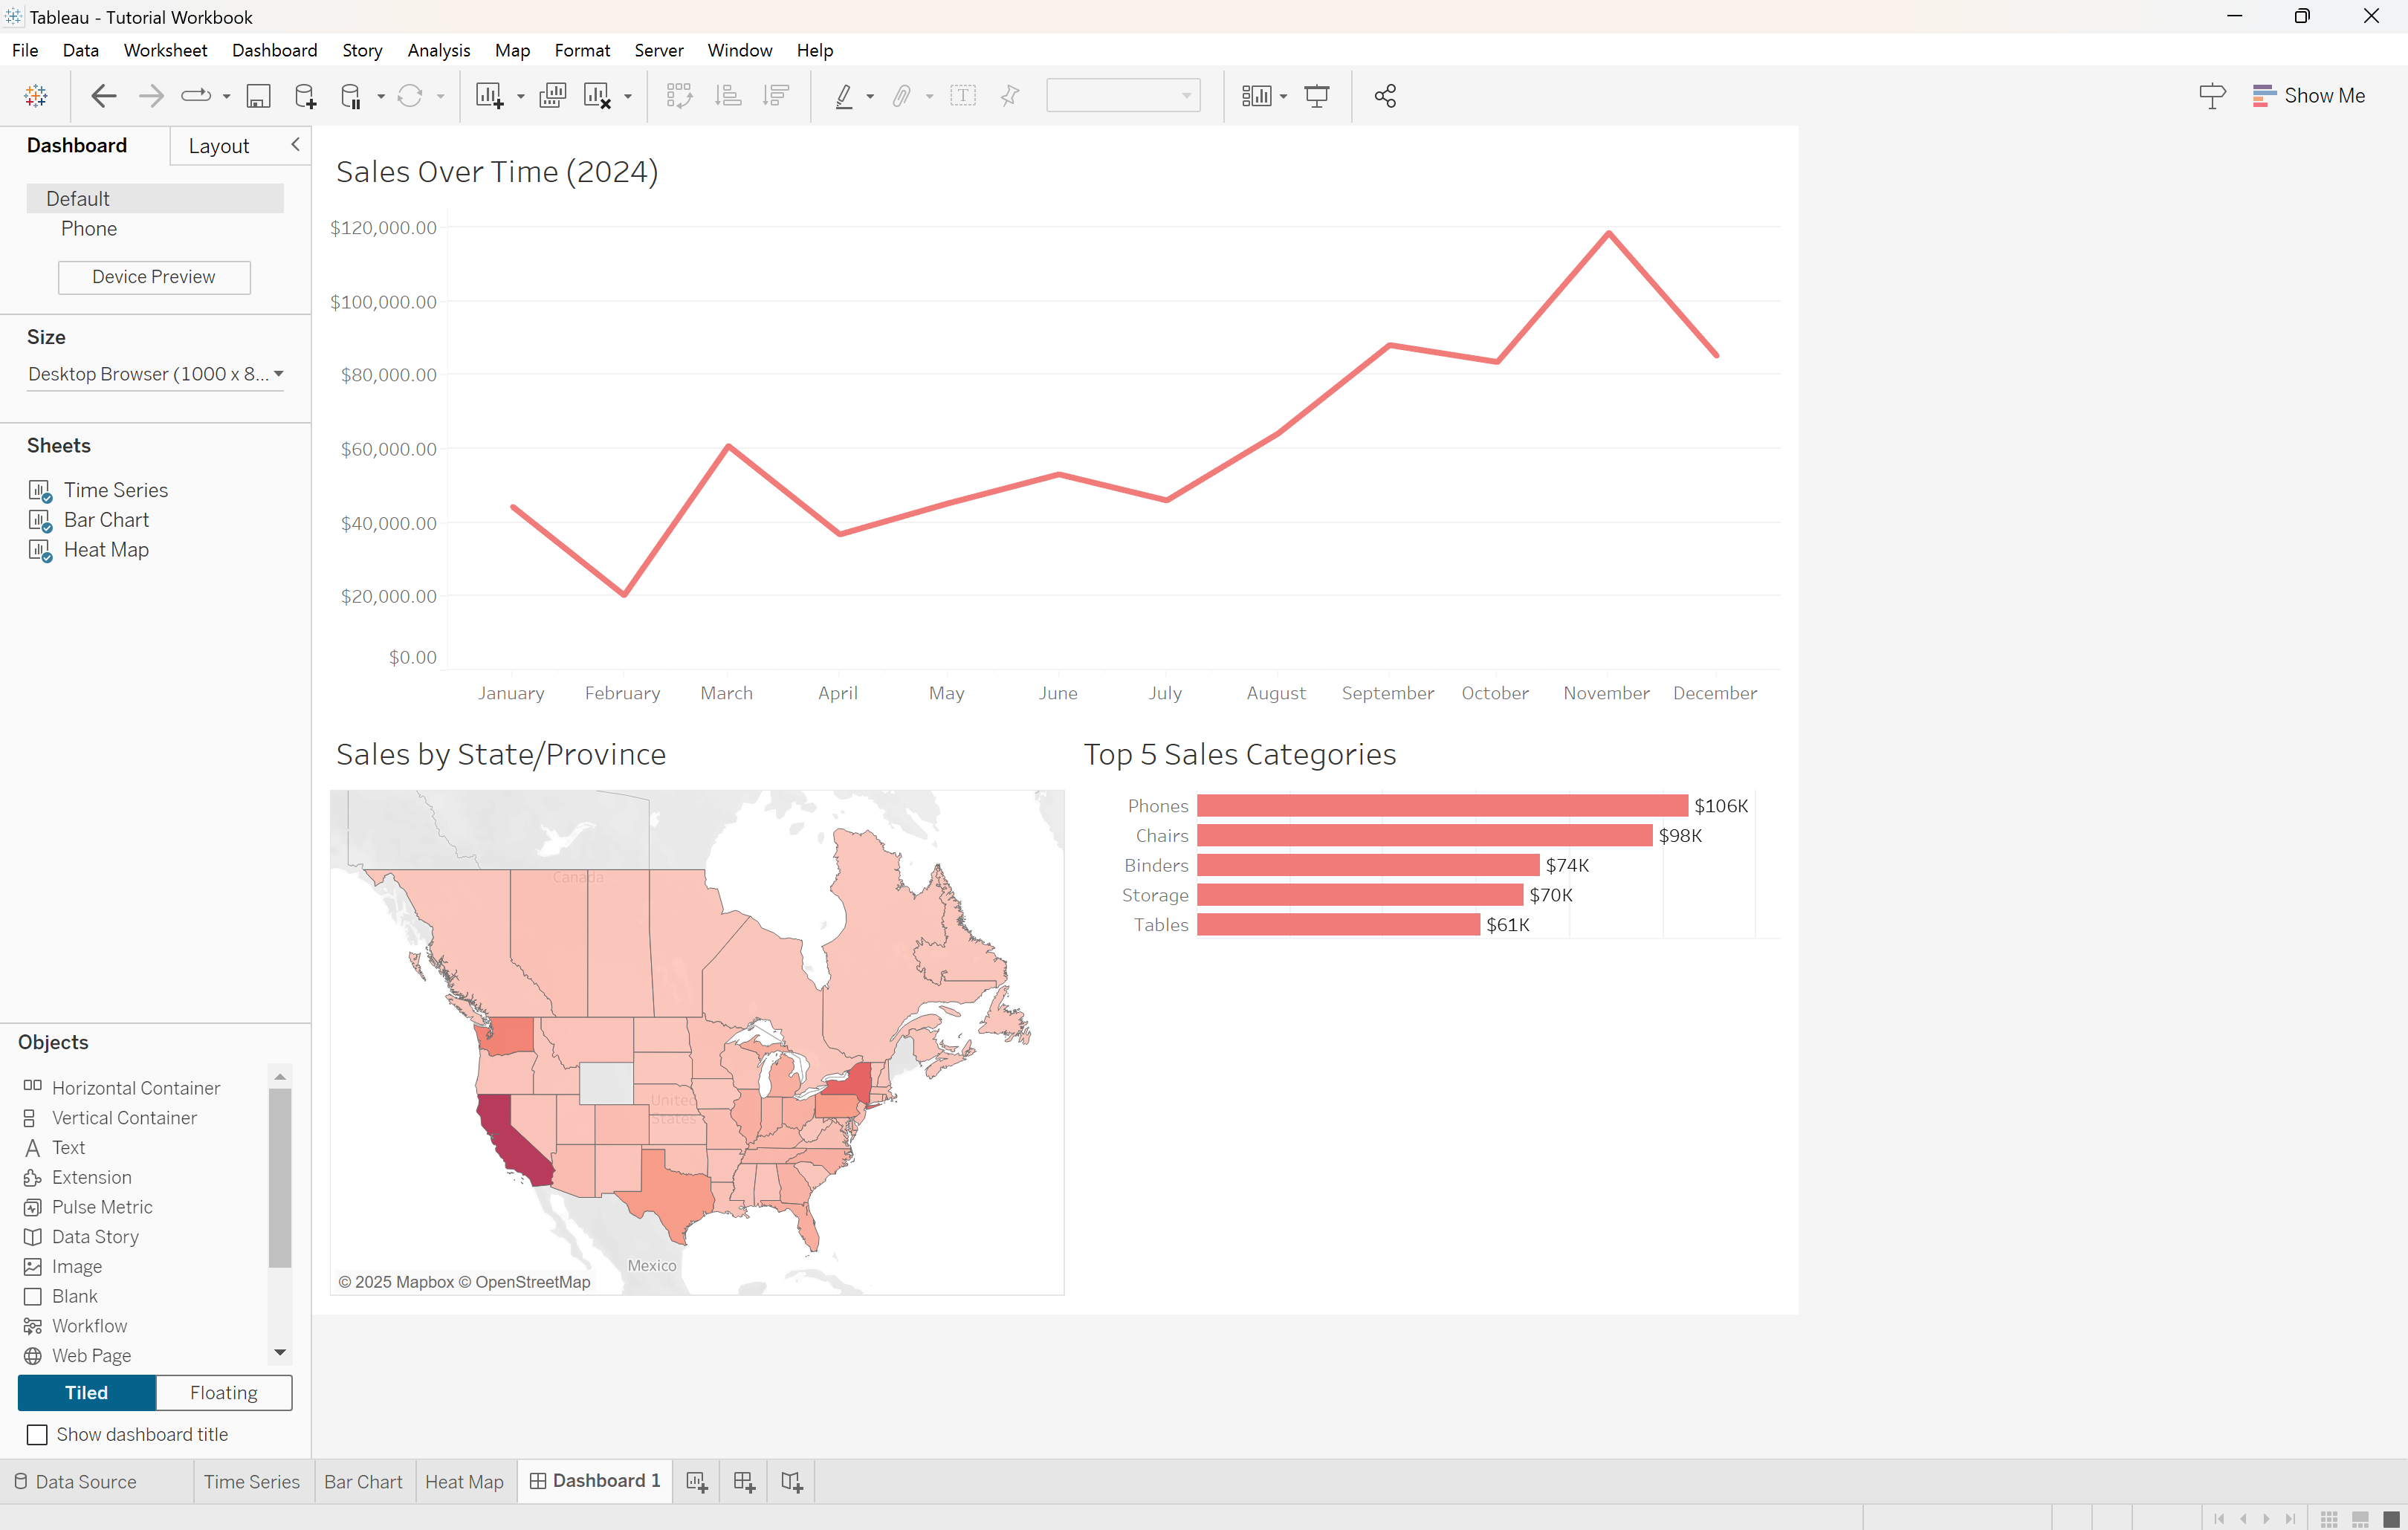 Tableau - Tutorial Workbook
File Data Worksheet Dashboard Story Analysis Map Format Server Window Help
Show Me
Dashboard
Layout
Default
Phone
Device Preview
Size
Desktop Browser (1000 x 8...
Sheets
Time Series
Bar Chart
Heat Map
Objects
Horizontal Container
Vertical Container
Text
Extension
Pulse Metric
Data Story
Image
Blank
Workflow
Web Page
Tiled
Floating
Show dashboard title
Sales Over Time (2024)
$120,000.00
$100,000.00
$80,000.00
$60,000.00
$40,000.00
$20,000.00
$0.00
January February March April May June July August September October November December
Sales by State/Province
Canada
United
States
Mexico
© 2025 Mapbox © OpenStreetMap
Top 5 Sales Categories
Phones $106K
Chairs $98K
Binders $74K
Storage $70K
Tables $61K
Data Source Time Series Bar Chart Heat Map Dashboard 1